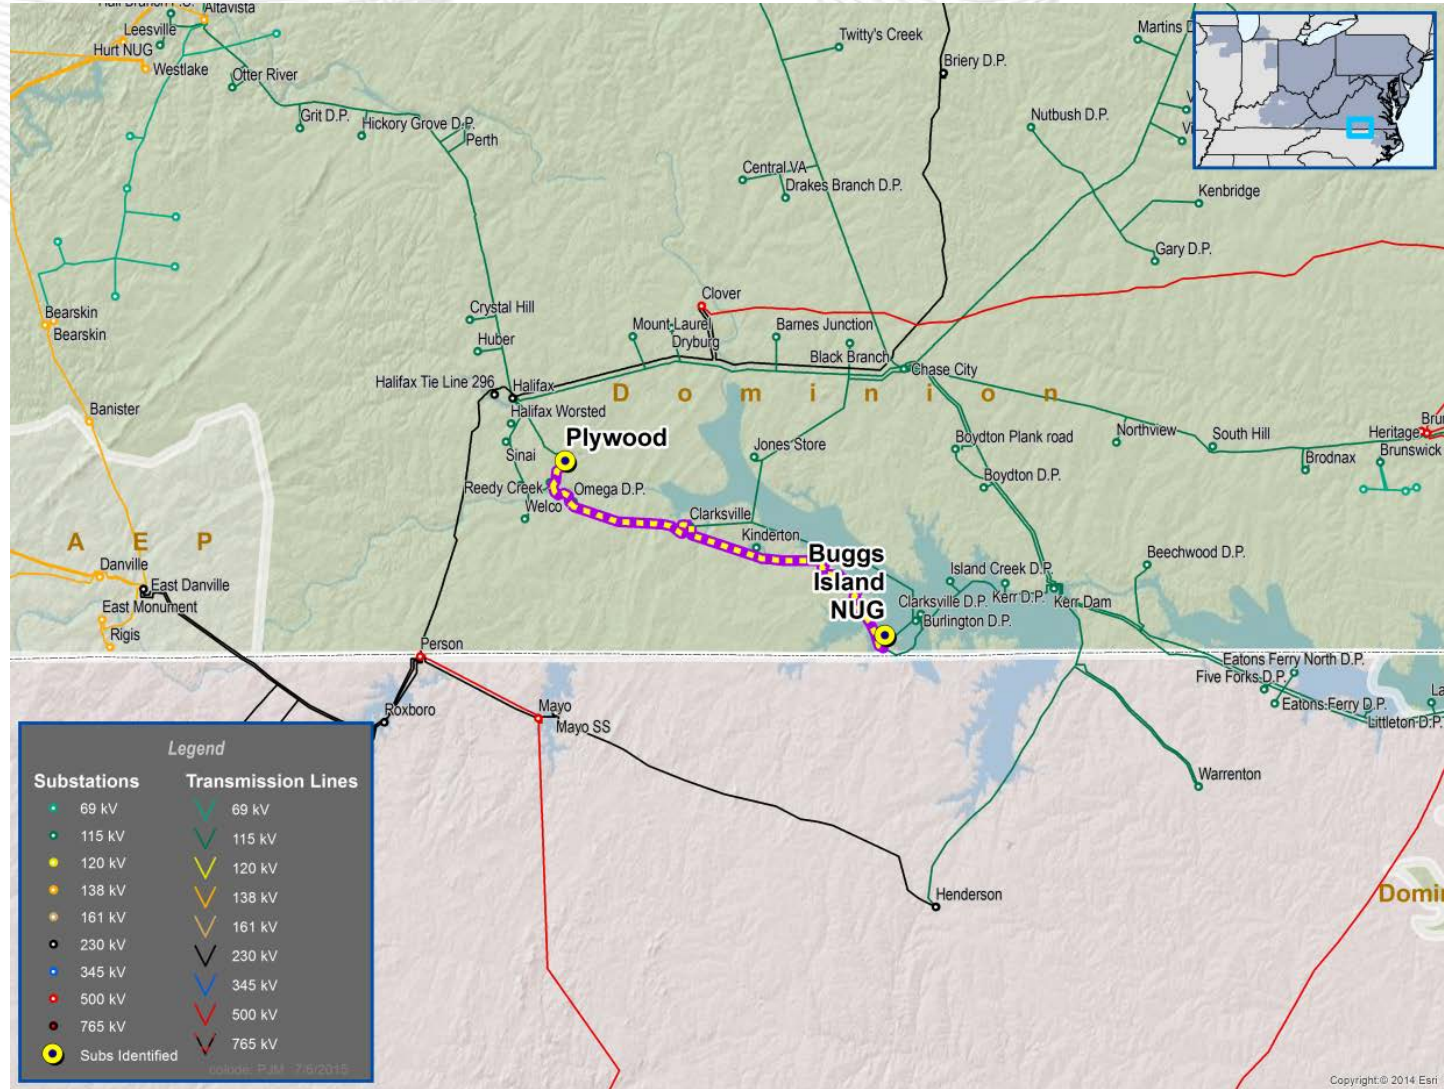 Altavista
Leesville
Hurt NUG
Westlake
Otter River
Grit D.P.
Hickory Grove D.P.
Perth
Twitty's Creek
Briery D.P.
Nutbush D.P.
Central VA
Drakes Branch D.P.
Kenbridge
Gary D.P.
Clover
Crystal Hill
Huber
Mount Laurel
Dryburg
Barnes Junction
Black Branch
Chase City
Bearskin
Bearskin
Halifax Tie Line 296
Halifax
Dominion
Halifax Worsted
Banister
Plywood
Sinai
Jones Store
Boydton Plank road
Northview
South Hill
Heritage
Brodnax
Brunswick
Boydton D.P.
Reedy Creek
Omega D.P.
Welco
Clarksville
Kinderton
AEP
Danville
East Danville
East Monument
Rigis
Buggs
Island
NUG
Beechwood D.P.
Island Creek D.P.
Clarksville D.P.
Kerr D.P.
Kerr Dam
Burlington D.P.
Person
Roxboro
Mayo
Mayo SS
Eatons Ferry North D.P.
Five Forks D.P.
Eatons Ferry D.P.
Littleton D.P.
Warrenton
Henderson
Legend
Substations
69 kV
115 kV
120 kV
138 kV
161 kV
230 kV
345 kV
500 kV
765 kV
Subs Identified
Transmission Lines
69 kV
115 kV
120 kV
138 kV
161 kV
230 kV
345 kV
500 kV
765 kV
Copyright:© 2014 Esri